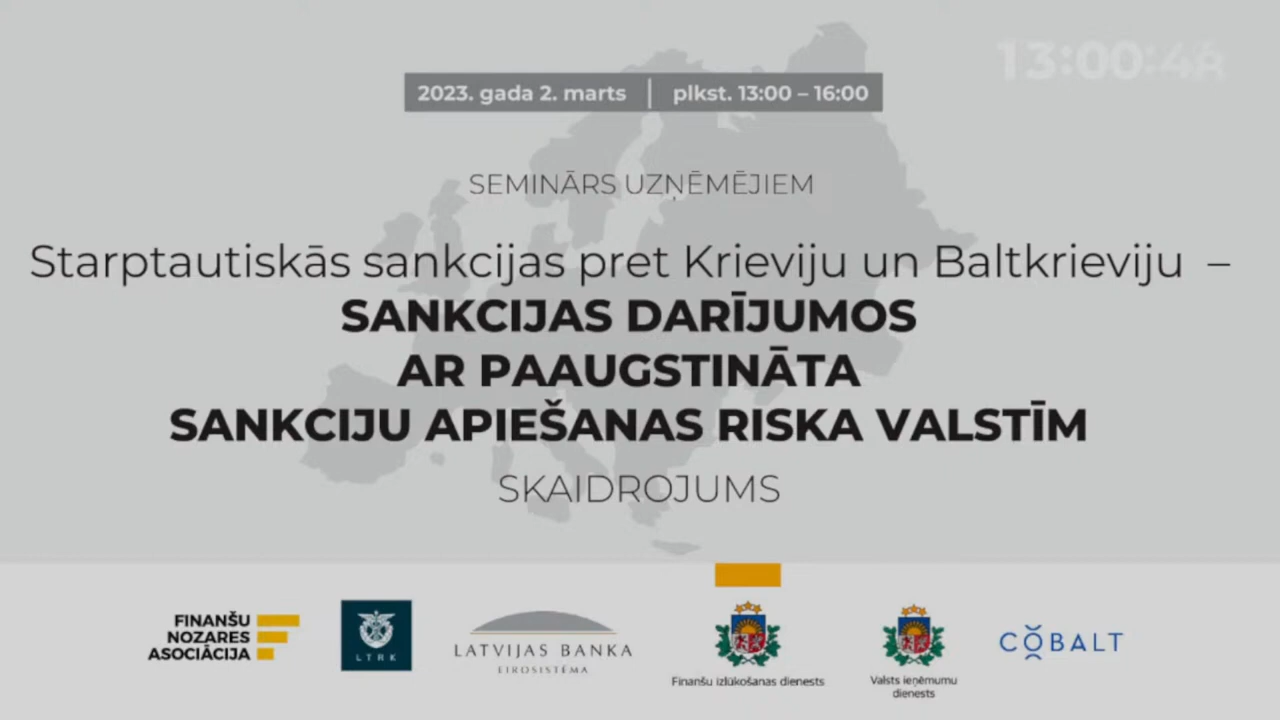 13:00
2023. gada 2. marts | plkst. 13:00 – 16:00
SEMINĀRS UZŅĒMĒJIEM
Starptautiskās sankcijas pret Krieviju un Baltkrieviju –
SANKCIJAS DARĪJUMOS
AR PAAUGSTINĀTA
SANKCIJU APIEŠANAS RISKA VALSTĪM
SKAIDROJUMS
FINANŠU
NOZARES
ASOCIĀCIJA
LTRK
LATVIJAS BANKA
EIROSISTĒMA
Finanšu izlūkošanas dienests
Valsts ieņēmumu
dienests
COBALT